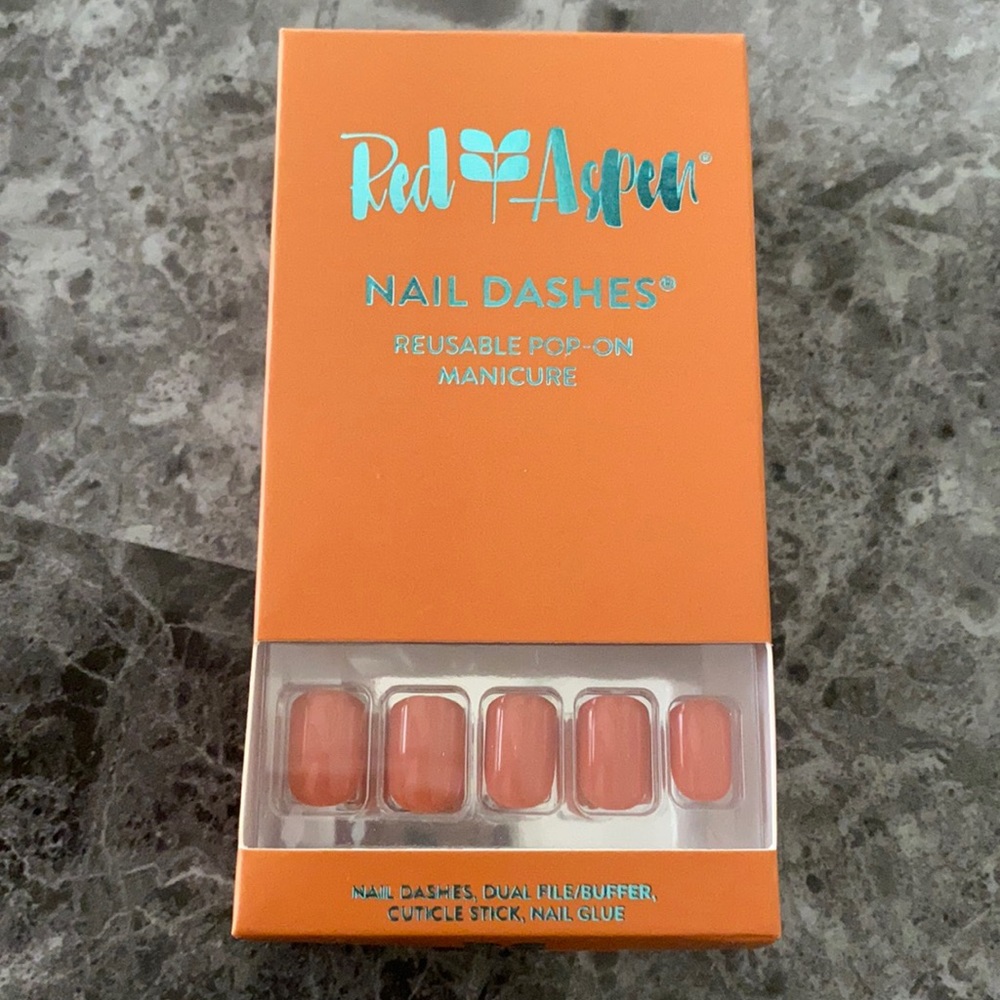 Red Aspen®
NAIL DASHES®
REUSABLE POP-ON
MANICURE
NAIL DASHES, DUAL FILE/BUFFER,
CUTICLE STICK, NAIL GLUE